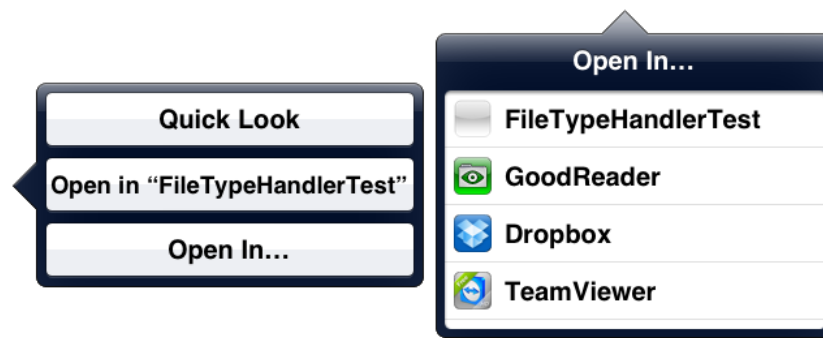 Quick Look
Open in “FileTypeHandlerTest”
Open In…
Open In…
FileTypeHandlerTest
GoodReader
Dropbox
TeamViewer